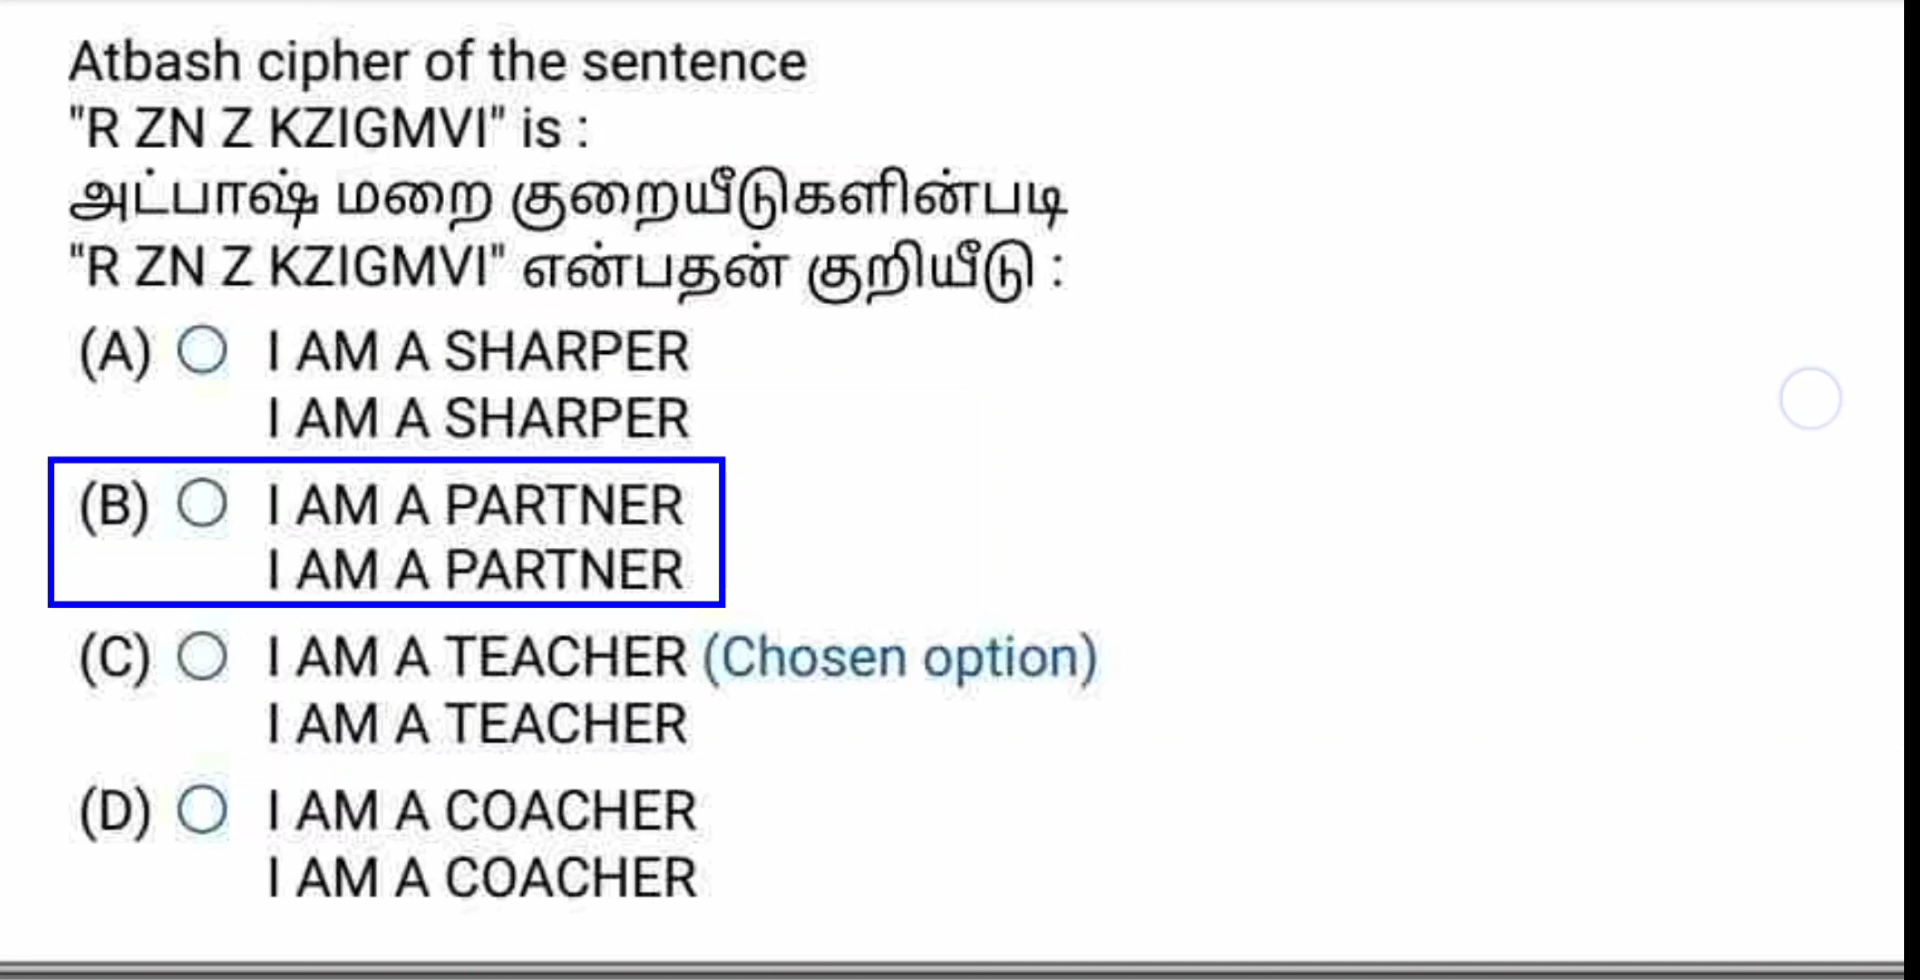 Atbash cipher of the sentence
"R ZN Z KZIGMVI" is :
அட்பாஷ் மறை குறையீடுகளின்படி
"R ZN Z KZIGMVI" என்பதன் குறியீடு :
(A) I AM A SHARPER
I AM A SHARPER
(B) I AM A PARTNER
I AM A PARTNER
(C) I AM A TEACHER (Chosen option)
I AM A TEACHER
(D) I AM A COACHER
I AM A COACHER